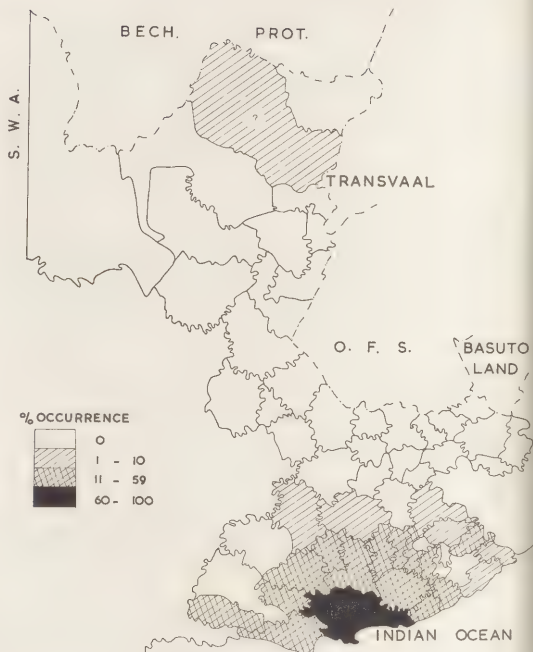 BECH. PROT.
S. W. A.
?
TRANSVAAL
O. F. S.
BASUTO
LAND
% OCCURRENCE
0
1 - 10
11 - 59
60 - 100
INDIAN OCEAN